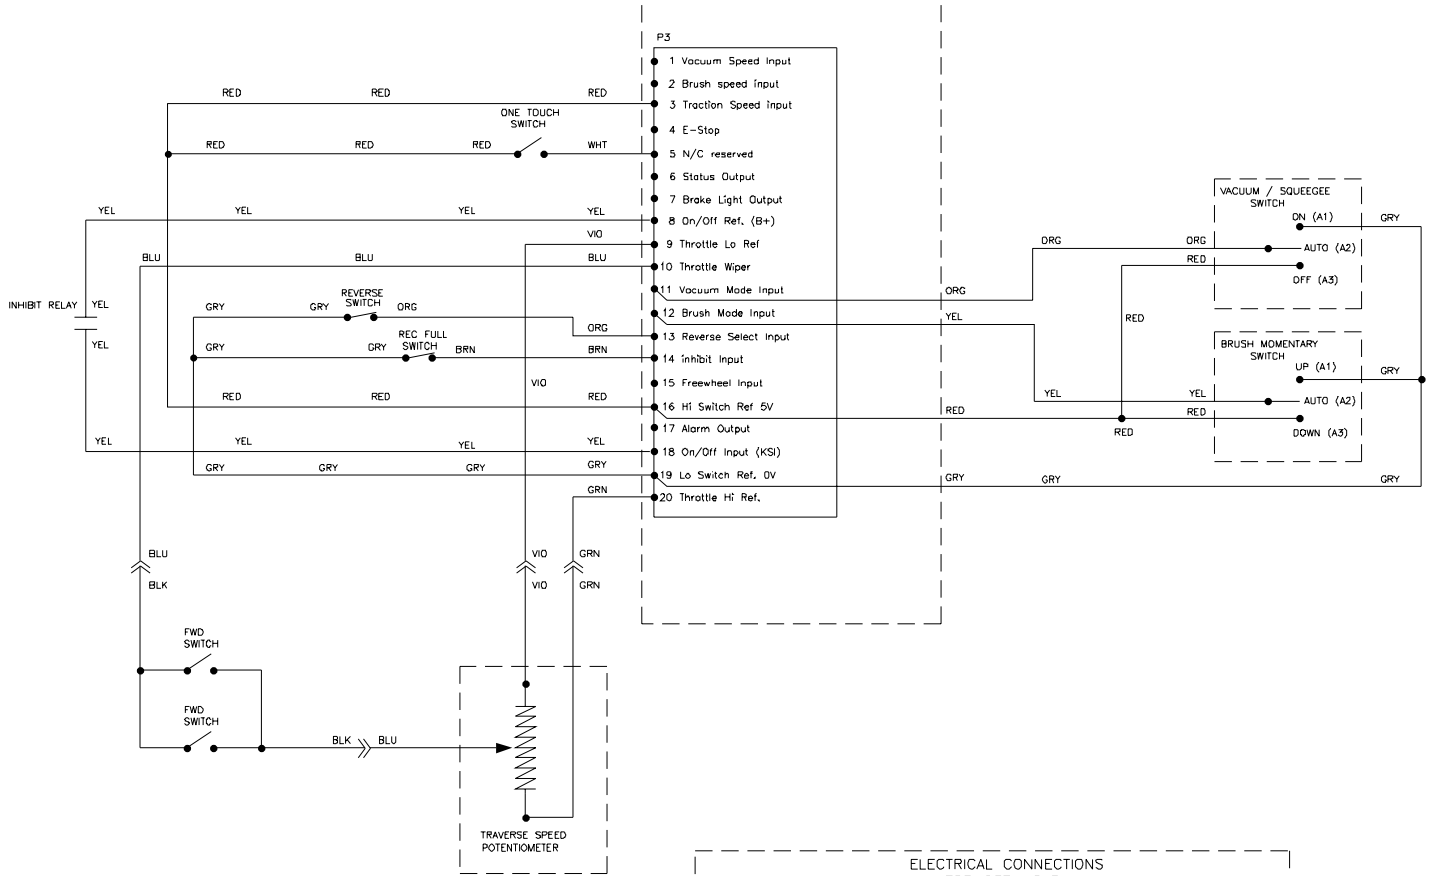 P3
1 Vacuum Speed Input
2 Brush speed input
RED RED RED
3 Traction Speed input
ONE TOUCH
SWITCH
4 E-Stop
RED RED RED WHT
5 N/C reserved
6 Status Output
7 Brake Light Output
YEL YEL YEL YEL
8 On/Off Ref. (B+)
VIO
9 Throttle Lo Ref
BLU BLU BLU
10 Throttle Wiper
11 Vacuum Mode Input
ORG
12 Brush Mode Input
YEL
13 Reverse Select Input
14 inhibit Input
15 Freewheel Input
16 Hi Switch Ref 5V
RED
17 Alarm Output
18 On/Off Input (KSI)
19 Lo Switch Ref. 0V
GRY
20 Throttle Hi Ref.
INHIBIT RELAY
YEL
YEL
REVERSE
SWITCH
GRY GRY ORG
ORG
REC FULL
SWITCH
GRY GRY BRN BRN
VIO
RED RED RED
YEL YEL YEL YEL
GRY GRY GRY GRY
GRN
VACUUM / SQUEEGEE
SWITCH
ON (A1)
GRY
ORG ORG
AUTO (A2)
RED
OFF (A3)
RED
BRUSH MOMENTARY
SWITCH
UP (A1)
GRY
YEL YEL
AUTO (A2)
RED
RED
DOWN (A3)
GRY GRY
BLU VIO GRN
BLK VIO GRN
FWD
SWITCH
FWD
SWITCH
BLK BLU
TRAVERSE SPEED
POTENTIOMETER
ELECTRICAL CONNECTIONS